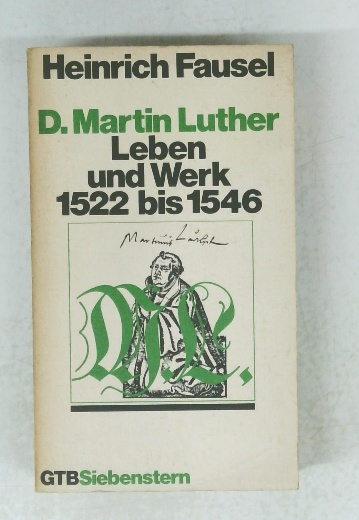 Heinrich Fausel
D. Martin Luther
Leben
und Werk
1522 bis 1546
Martinus Luther
M.L.
GTBSiebenstern